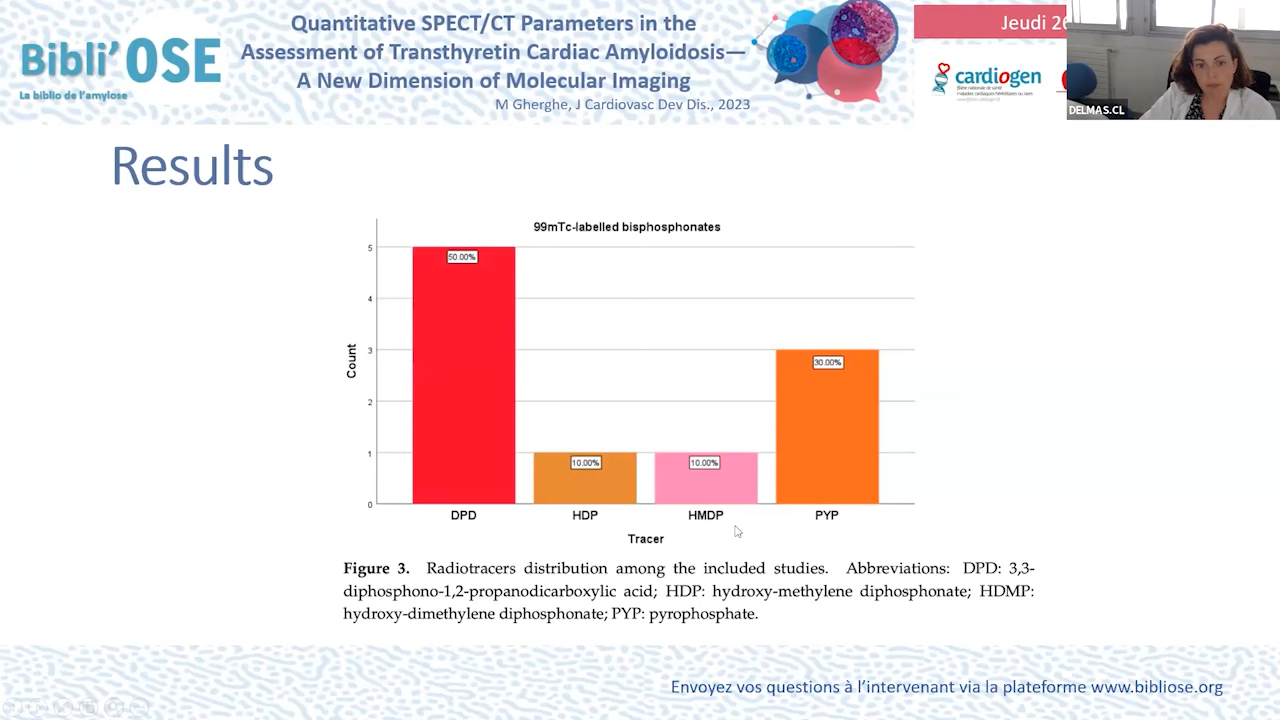 Quantitative SPECT/CT Parameters in the
Assessment of Transthyretin Cardiac Amyloidosis—
A New Dimension of Molecular Imaging
M Gherghe, J Cardiovasc Dev Dis., 2023
Bibli'OSE
La biblio de l'amylose
Jeudi 26
cardiogen
filière nationale de santé
maladies cardiaques héréditaires ou rares
DELMAS.CL
Results
99mTc-labelled bisphosphonates
Count
5
4
3
2
1
0
50.00%
10.00%
10.00%
30.00%
DPD
HDP
HMDP
PYP
Tracer
Figure 3. Radiotracers distribution among the included studies. Abbreviations: DPD: 3,3-
diphosphono-1,2-propanodicarboxylic acid; HDP: hydroxy-methylene diphosphonate; HDMP:
hydroxy-dimethylene diphosphonate; PYP: pyrophosphate.
Envoyez vos questions à l'intervenant via la plateforme www.bibliose.org